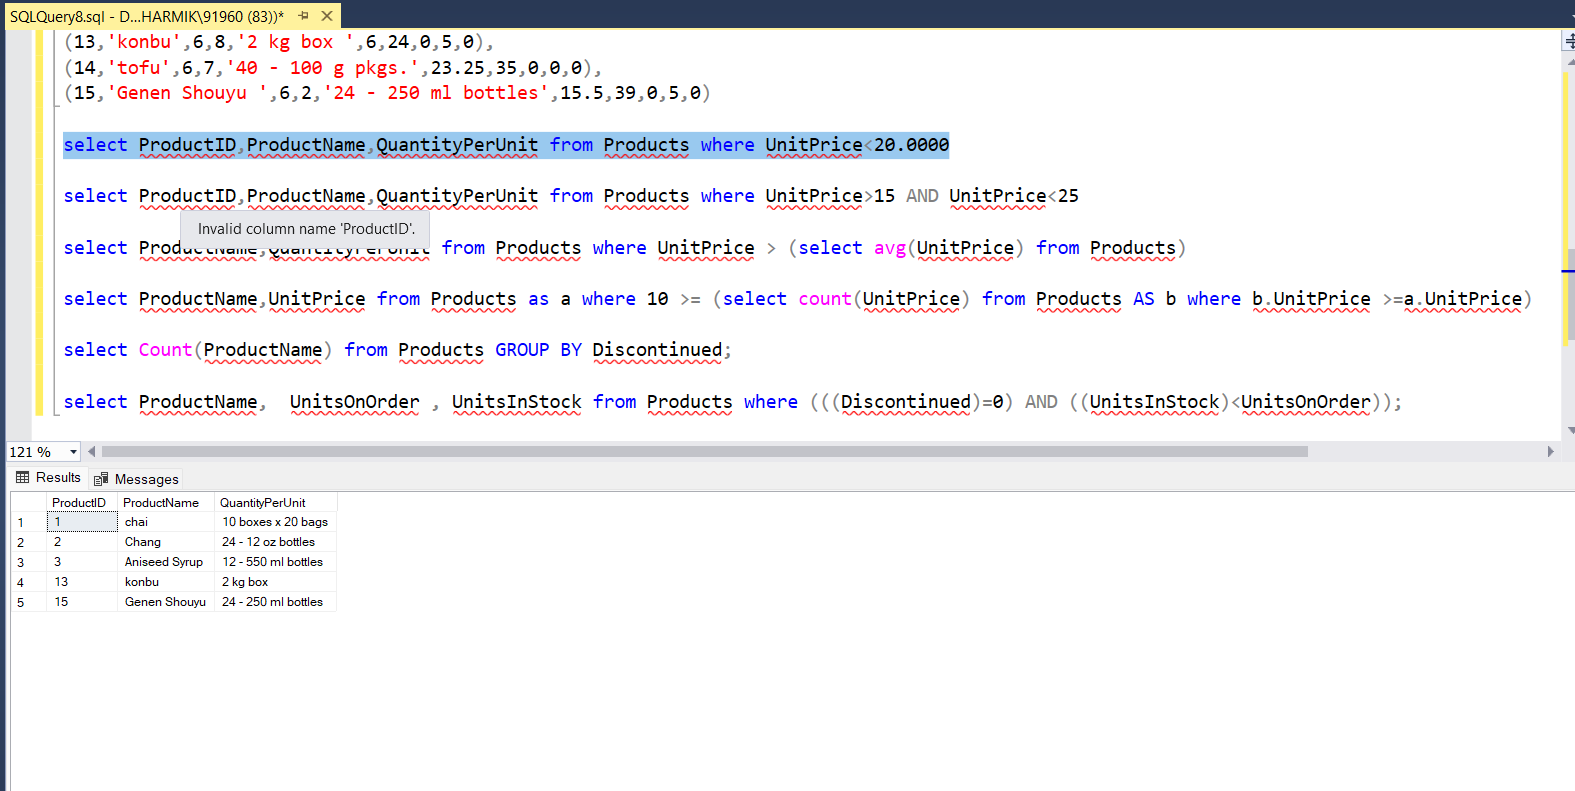 SQLQuery8.sql - D...HARMIK\91960 (83))*
(13,'konbu',6,8,'2 kg box ',6,24,0,5,0),
(14,'tofu',6,7,'40 - 100 g pkgs.',23.25,35,0,0,0),
(15,'Genen Shouyu ',6,2,'24 - 250 ml bottles',15.5,39,0,5,0)
select ProductID,ProductName,QuantityPerUnit from Products where UnitPrice<20.0000
select ProductID,ProductName,QuantityPerUnit from Products where UnitPrice>15 AND UnitPrice<25
Invalid column name 'ProductID'.
select ProductName,QuantityPerUnit from Products where UnitPrice > (select avg(UnitPrice) from Products)
select ProductName,UnitPrice from Products as a where 10 >= (select count(UnitPrice) from Products AS b where b.UnitPrice >=a.UnitPrice)
select Count(ProductName) from Products GROUP BY Discontinued;
select ProductName,  UnitsOnOrder , UnitsInStock from Products where (((Discontinued)=0) AND ((UnitsInStock)<UnitsOnOrder));
121 %
Results Messages
ProductID ProductName QuantityPerUnit
1 1 chai 10 boxes x 20 bags
2 2 Chang 24 - 12 oz bottles
3 3 Aniseed Syrup 12 - 550 ml bottles
4 13 konbu 2 kg box
5 15 Genen Shouyu 24 - 250 ml bottles